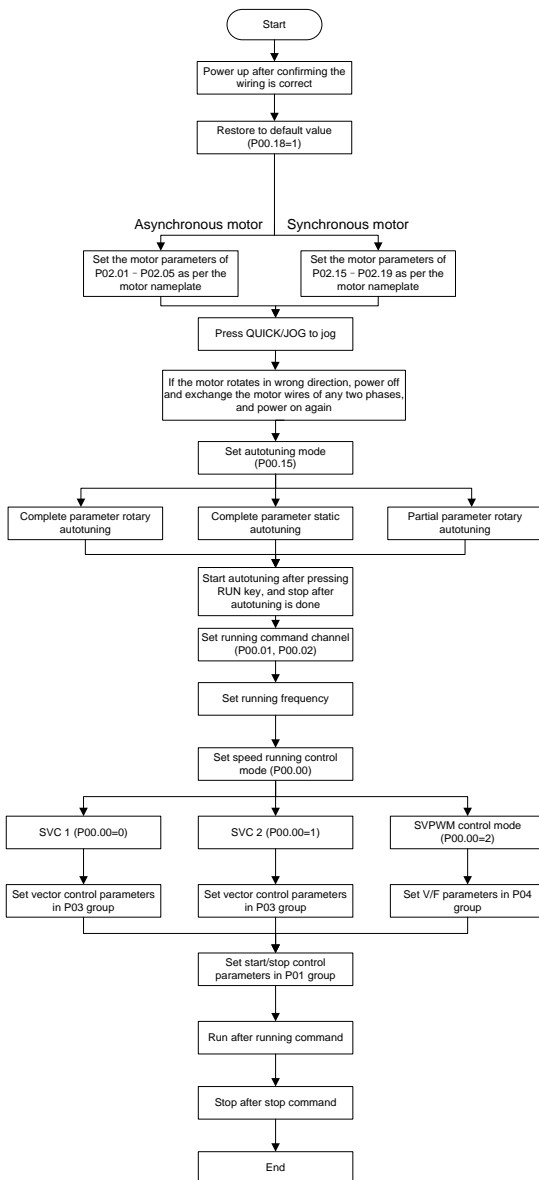 Start
Power up after confirming the
wiring is correct
Restore to default value
(P00.18=1)
Asynchronous motor
Synchronous motor
Set the motor parameters of
P02.01–P02.05 as per the
motor nameplate
Set the motor parameters of
P02.15–P02.19 as per the
motor nameplate
Press QUICK/JOG to jog
If the motor rotates in wrong direction, power off
and exchange the motor wires of any two phases,
and power on again
Set autotuning mode
(P00.15)
Complete parameter rotary
autotuning
Complete parameter static
autotuning
Partial parameter rotary
autotuning
Start autotuning after pressing
RUN key, and stop after
autotuning is done
Set running command channel
(P00.01, P00.02)
Set running frequency
Set speed running control
mode (P00.00)
SVC 1 (P00.00=0)
SVC 2 (P00.00=1)
SVPWM control mode
(P00.00=2)
Set vector control parameters
in P03 group
Set vector control parameters
in P03 group
Set V/F parameters in P04
group
Set start/stop control
parameters in P01 group
Run after running command
Stop after stop command
End